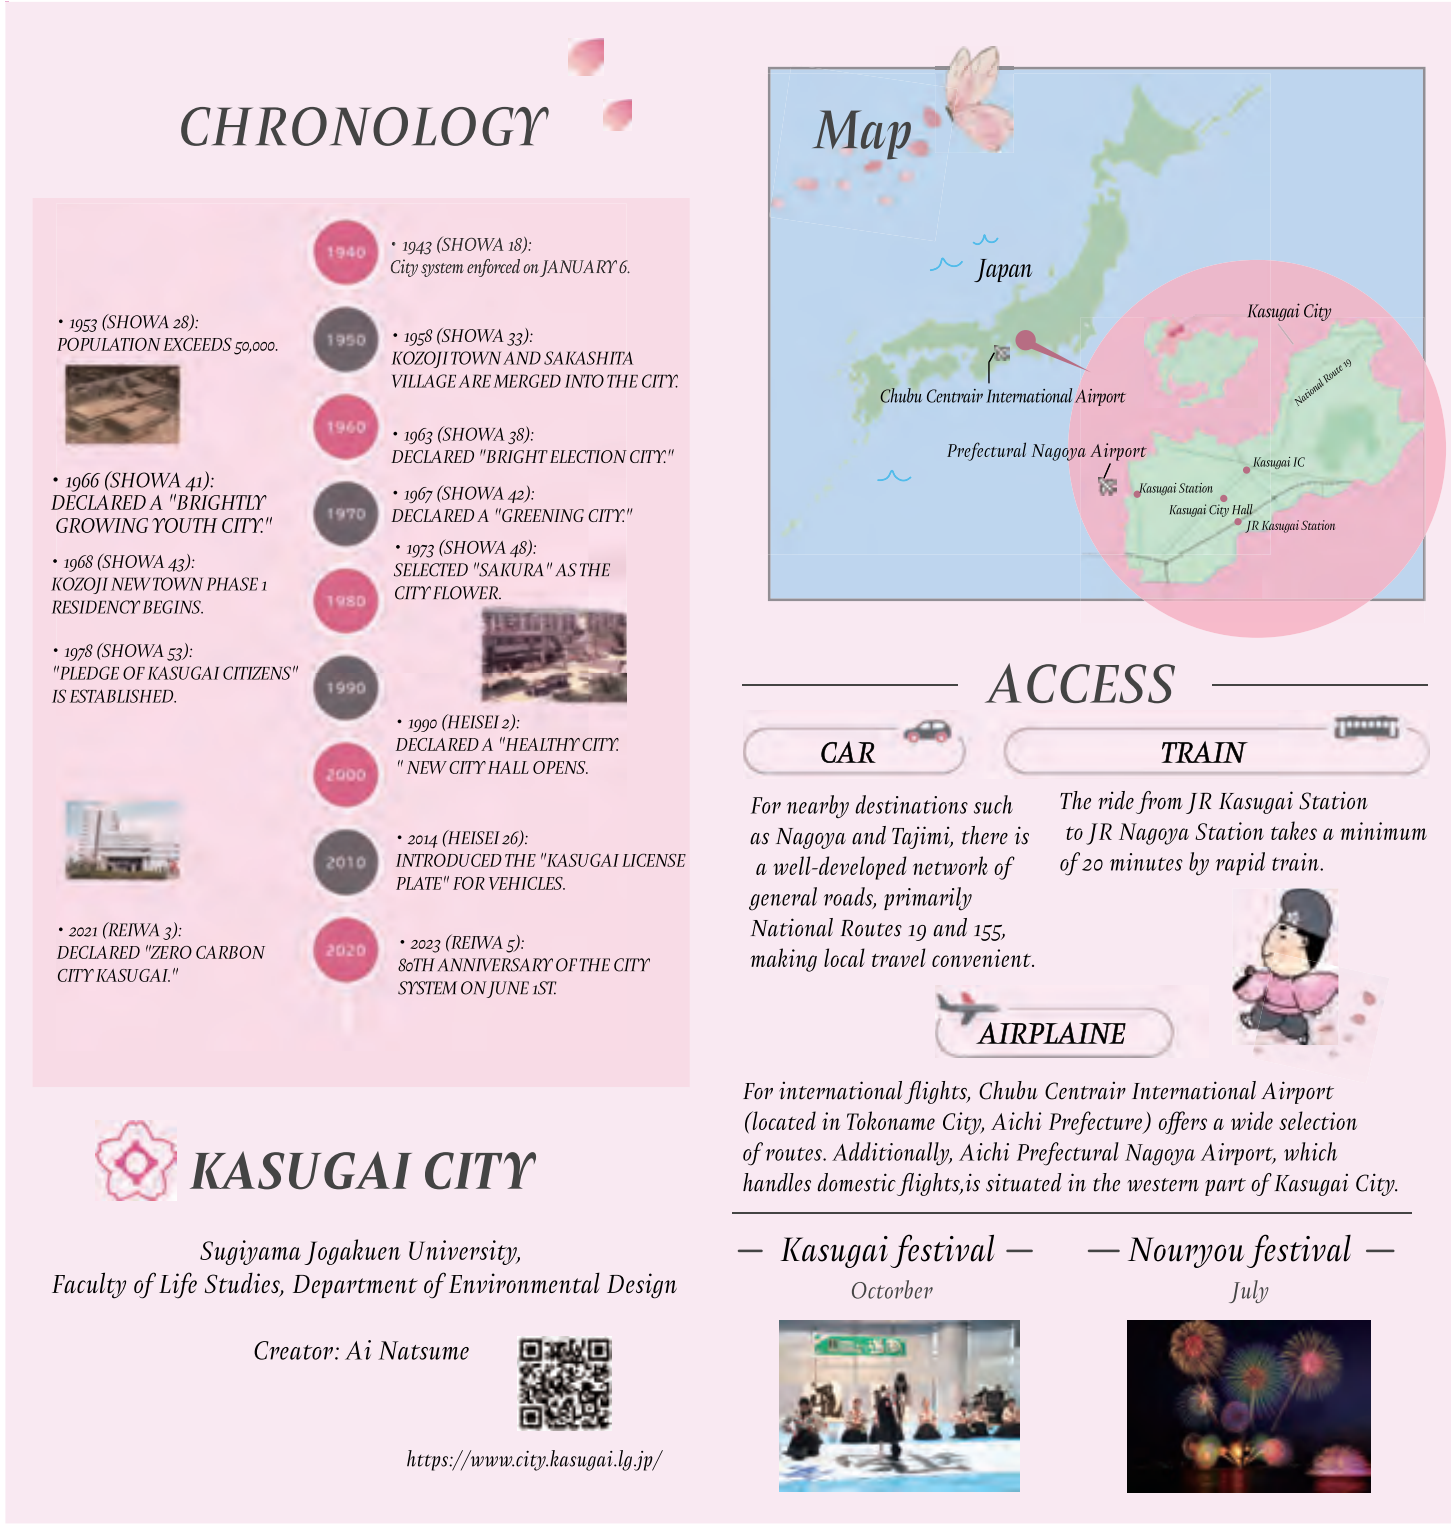 CHRONOLOGY
1940
• 1943 (SHOWA 18):
City system enforced on JANUARY 6.
• 1953 (SHOWA 28):
POPULATION EXCEEDS 50,000.
1950
• 1958 (SHOWA 33):
KOZOJI TOWN AND SAKASHITA
VILLAGE ARE MERGED INTO THE CITY.
1960
• 1963 (SHOWA 38):
DECLARED "BRIGHT ELECTION CITY."
• 1966 (SHOWA 41):
DECLARED A "BRIGHTLY
GROWING YOUTH CITY."
• 1967 (SHOWA 42):
DECLARED A "GREENING CITY."
1970
• 1968 (SHOWA 43):
KOZOJI NEW TOWN PHASE 1
RESIDENCY BEGINS.
• 1973 (SHOWA 48):
SELECTED "SAKURA" AS THE
CITY FLOWER.
1980
• 1978 (SHOWA 53):
"PLEDGE OF KASUGAI CITIZENS"
IS ESTABLISHED.
1990
• 1990 (HEISEI 2):
DECLARED A "HEALTHY CITY.
" NEW CITY HALL OPENS.
2000
• 2014 (HEISEI 26):
INTRODUCED THE "KASUGAI LICENSE
PLATE" FOR VEHICLES.
2010
• 2021 (REIWA 3):
DECLARED "ZERO CARBON
CITY KASUGAI."
2020
• 2023 (REIWA 5):
80TH ANNIVERSARY OF THE CITY
SYSTEM ON JUNE 1ST.
KASUGAI CITY
Sugiyama Jogakuen University,
Faculty of Life Studies, Department of Environmental Design
Creator: Ai Natsume
https://www.city.kasugai.lg.jp/
Map
Japan
Kasugai City
National Route 19
Chubu Centrair International Airport
Prefectural Nagoya Airport
Kasugai IC
Kasugai Station
Kasugai City Hall
JR Kasugai Station
ACCESS
CAR
For nearby destinations such
as Nagoya and Tajimi, there is
a well-developed network of
general roads, primarily
National Routes 19 and 155,
making local travel convenient.
TRAIN
The ride from JR Kasugai Station
to JR Nagoya Station takes a minimum
of 20 minutes by rapid train.
AIRPLAINE
For international flights, Chubu Centrair International Airport
(located in Tokoname City, Aichi Prefecture) offers a wide selection
of routes. Additionally, Aichi Prefectural Nagoya Airport, which
handles domestic flights,is situated in the western part of Kasugai City.
Kasugai festival
Octorber
Nouryou festival
July